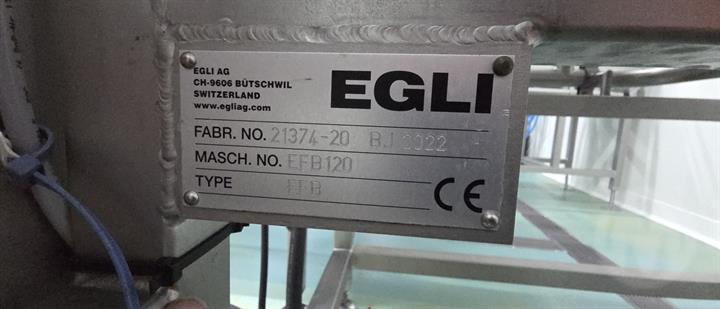 EGLI AG
CH-9606 BÜTSCHWIL
SWITZERLAND
www.egliag.com
EGLI
FABR. NO. 21374-20 BJ 2022
MASCH. NO. EFB120
TYPE EFB
CE